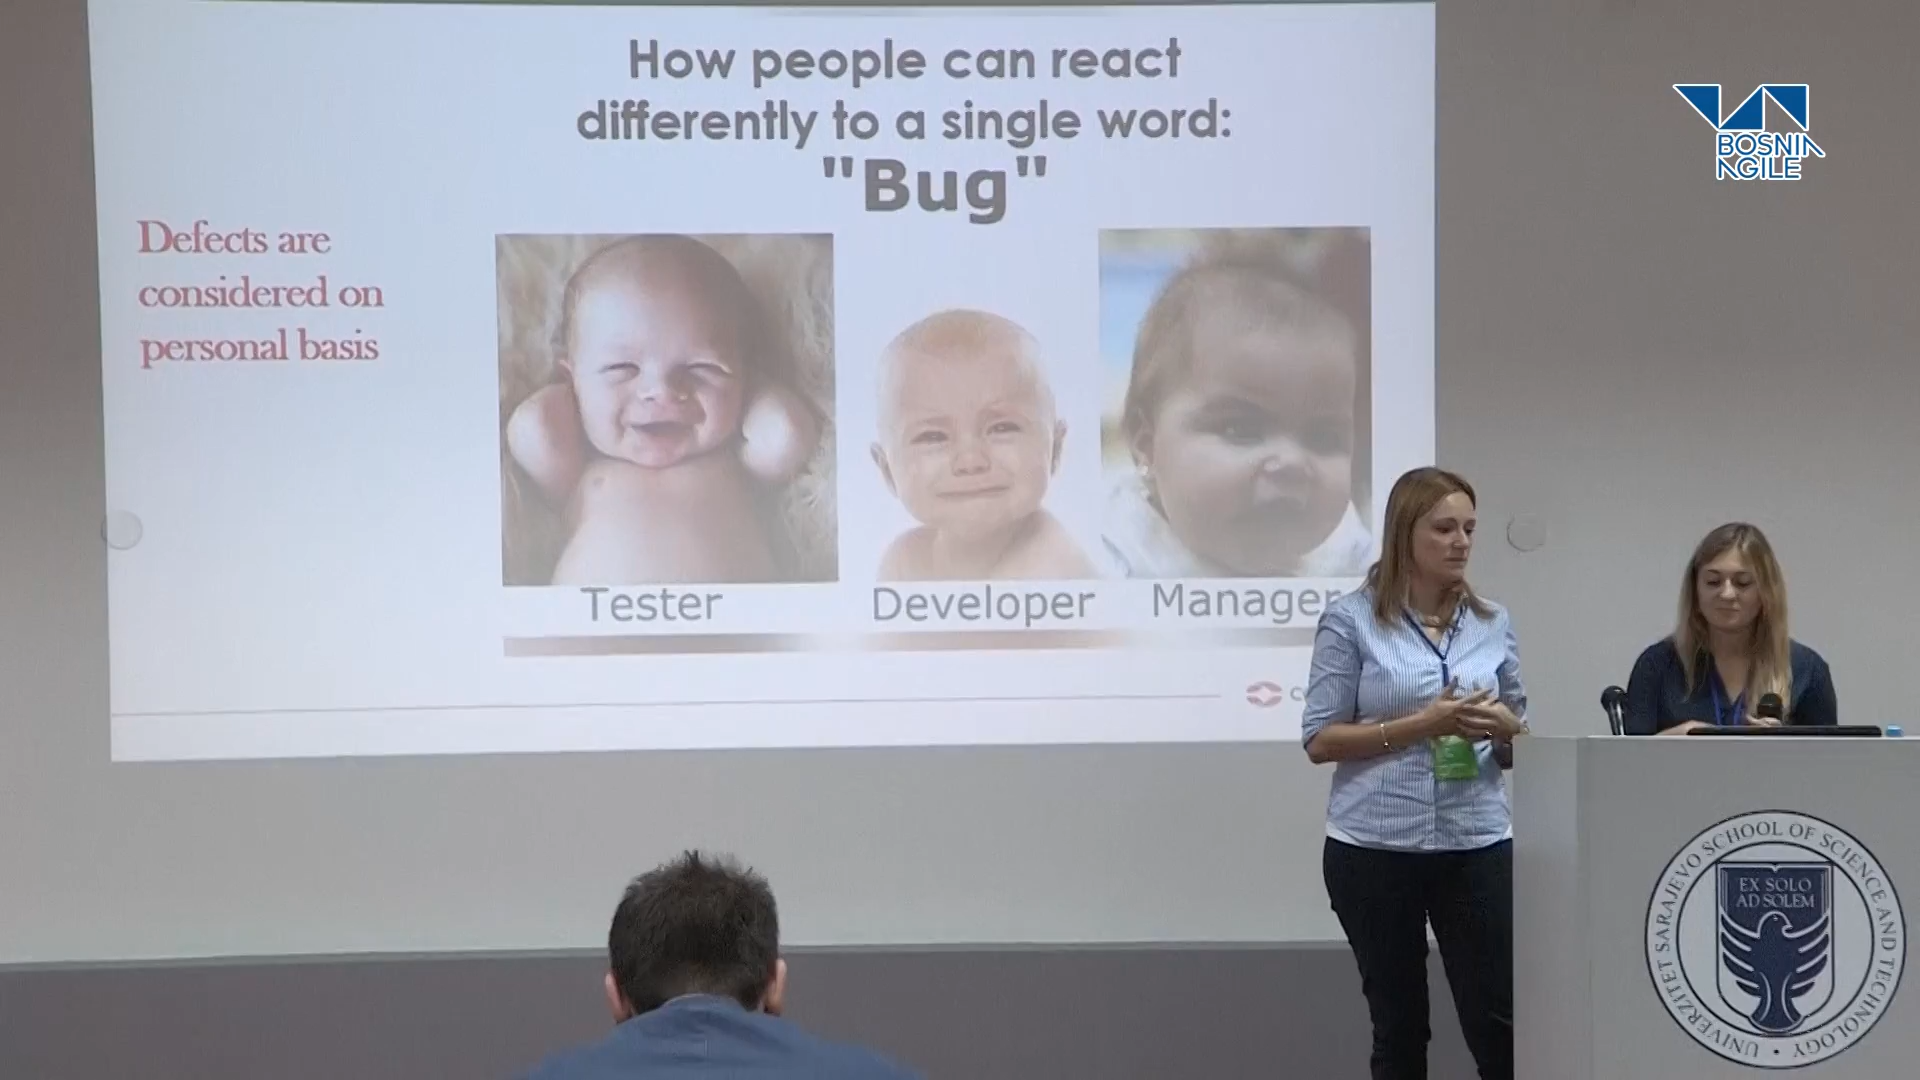 How people can react
differently to a single word:
"Bug"
Defects are
considered on
personal basis
Tester
Developer
Manager
BOSNIA
AGILE
UNIVERZITET SARAJEVO SCHOOL OF SCIENCE AND TECHNOLOGY
EX SOLO
AD SOLEM